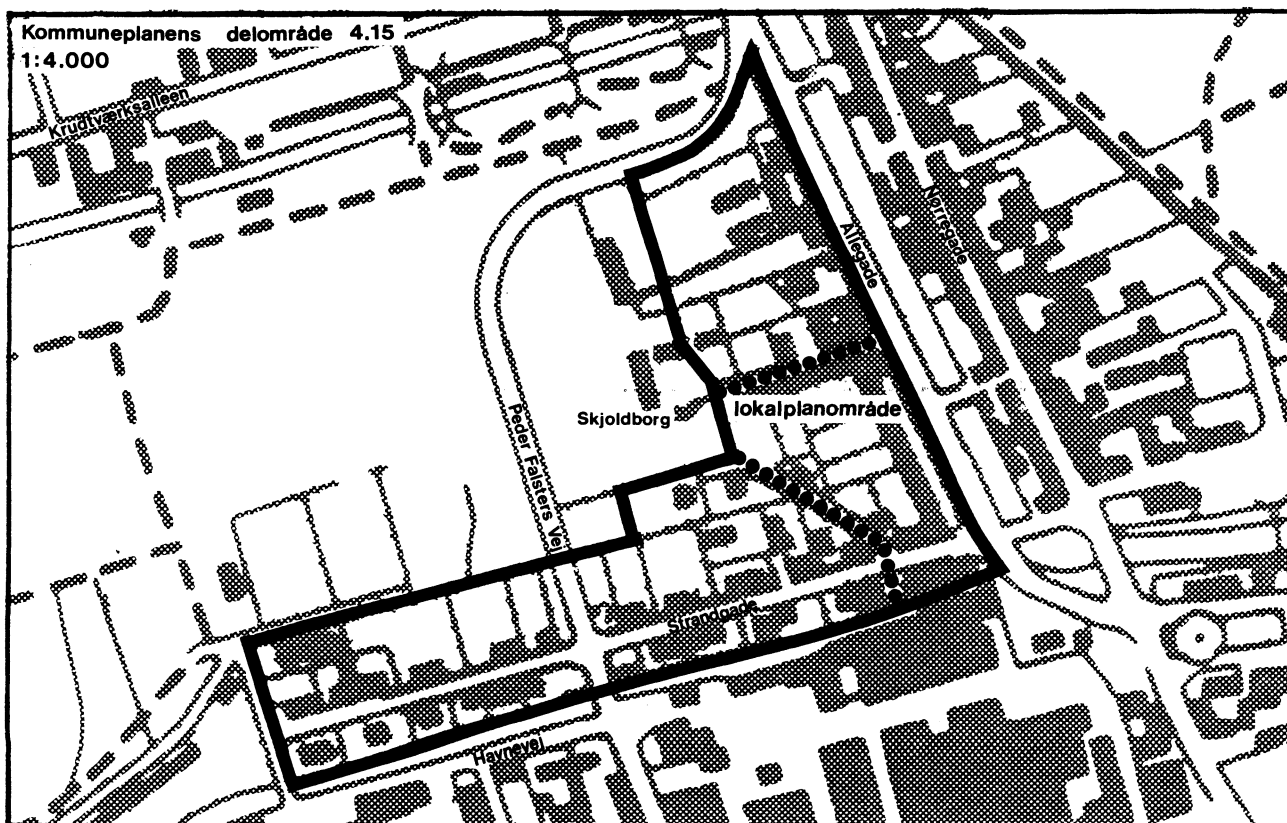 Kommuneplanens delområde 4.15
1:4.000
Krudtværksalleen
Nørregade
Allegade
lokalplanområde
Skjoldborg
Peder Falsters Vej
Strandgade
Havnevej